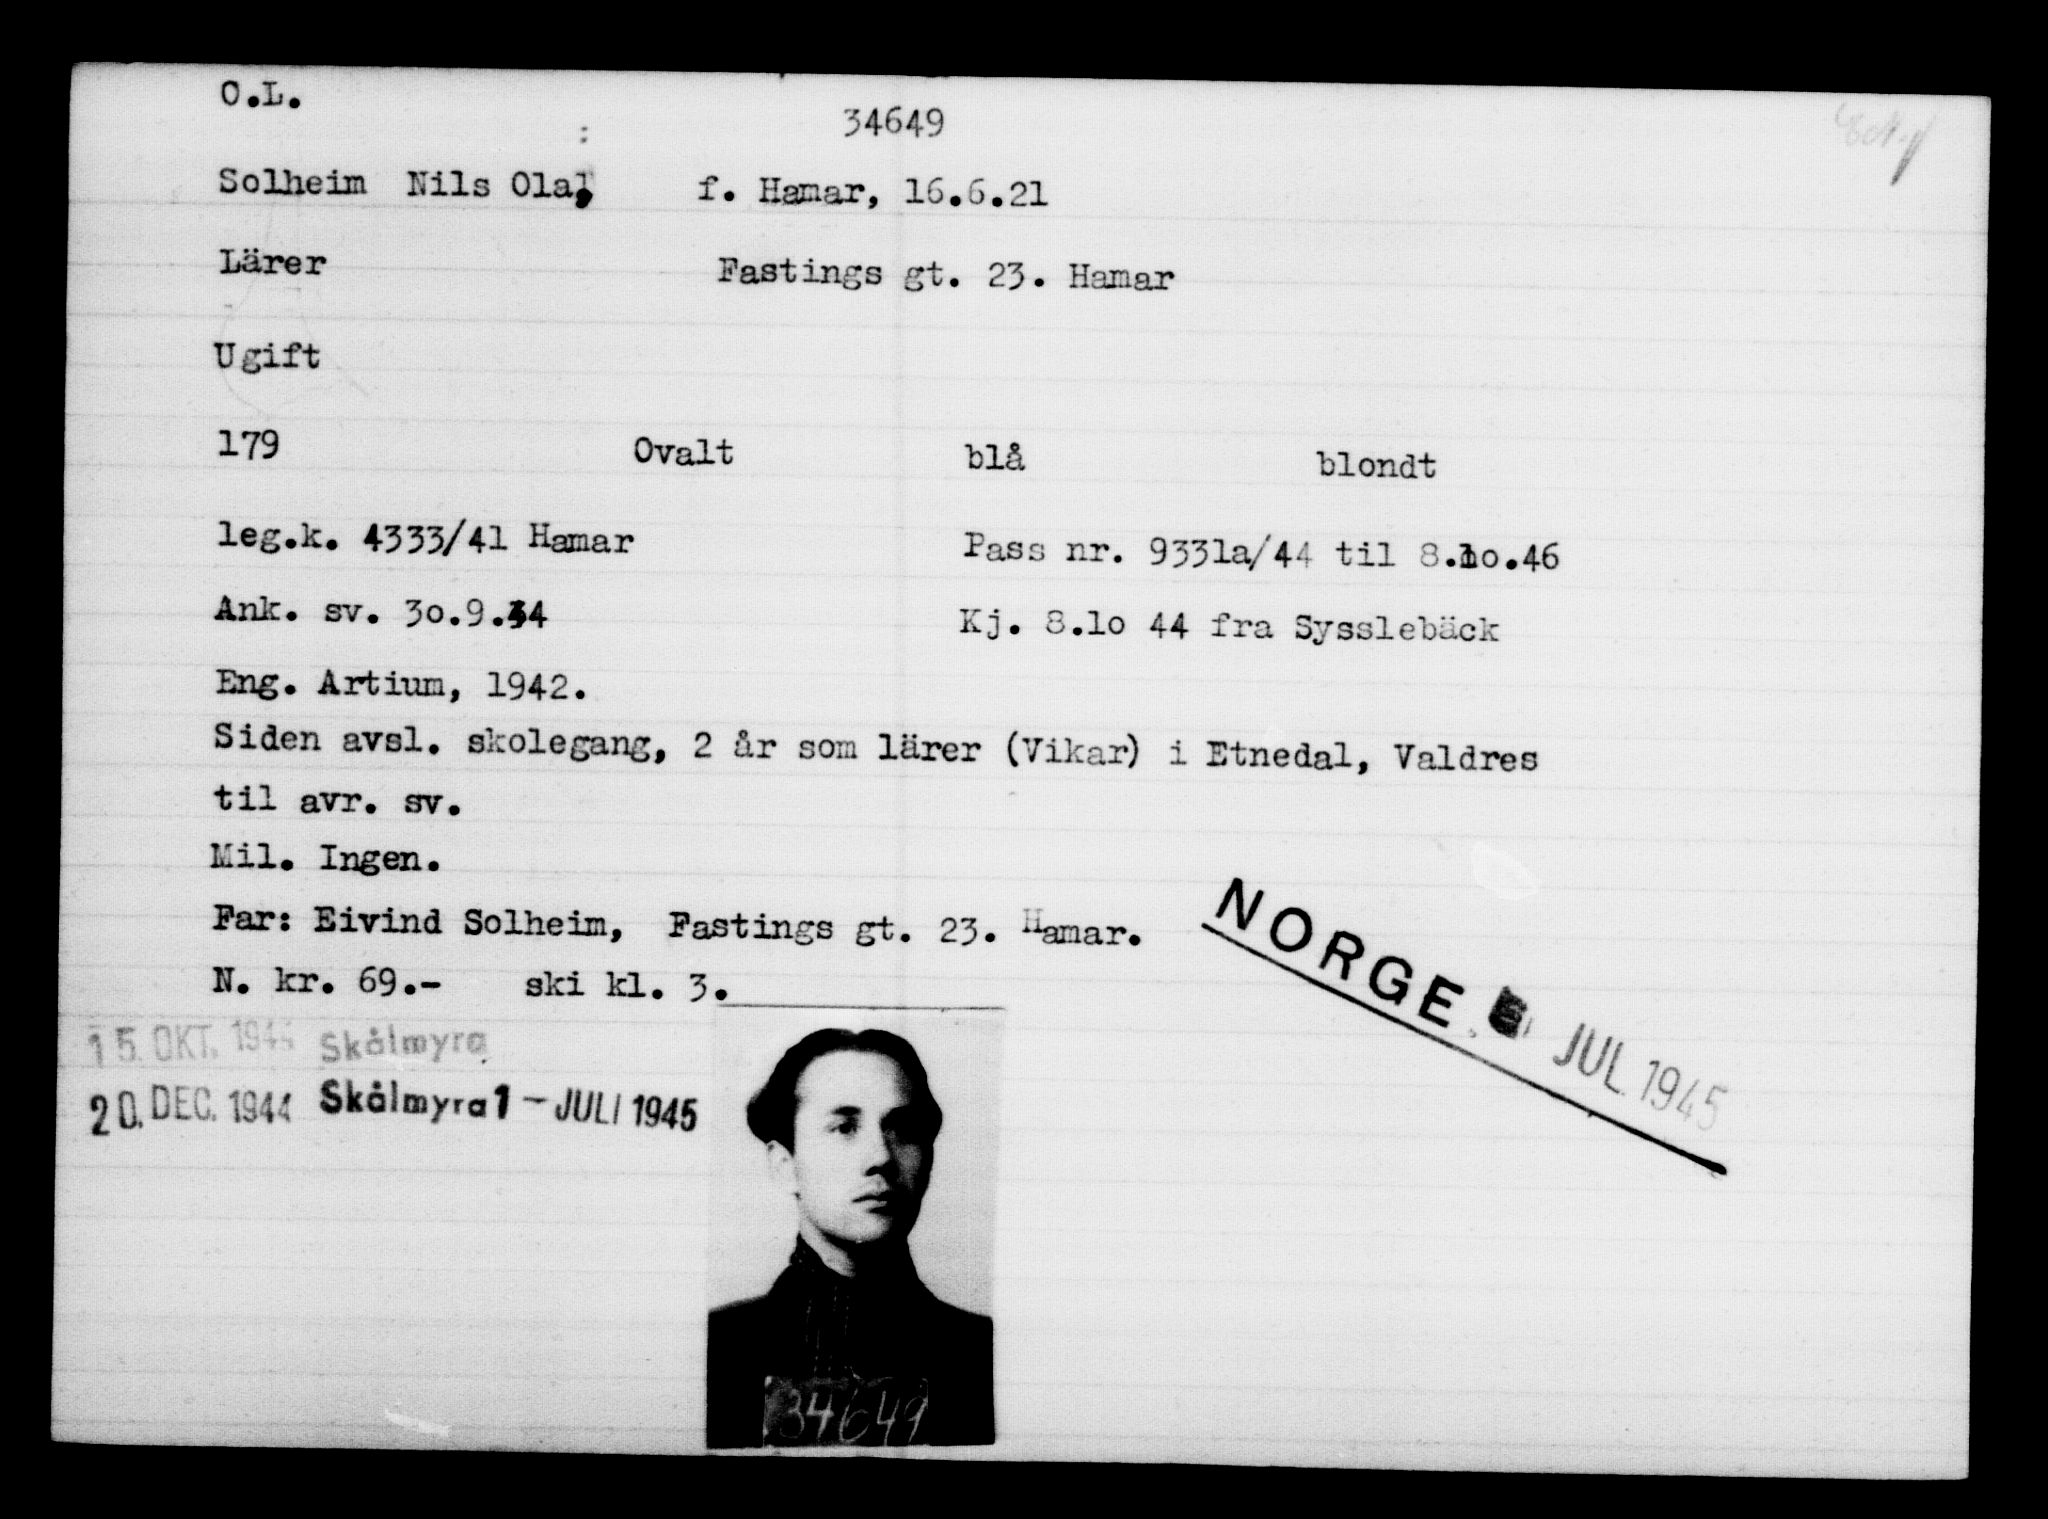 O.L.
34649
Solheim Nils Ola, f. Hamar, 16.6.21
Lärer Fastings gt. 23. Hamar
Ugift
179 Ovalt blå blondt
leg.k. 4333/41 Hamar Pass nr. 9331a/44 til 8.10.46
Ank. sv. 3o.9.44 Kj. 8.lo 44 fra Sysslebäck
Eng. Artium, 1942.
Siden avsl. skolegang, 2 år som lärer (Vikar) i Etnedal, Valdres
til avr. sv.
Mil. Ingen.
Far: Eivind Solheim, Fastings gt. 23. Hamar.
N. kr. 69.- ski kl. 3.
NORGE. JUL 1945
15. OKT. 1944 Skålmyra
20. DEC. 1944 Skålmyra 1 - JULI 1945
34649